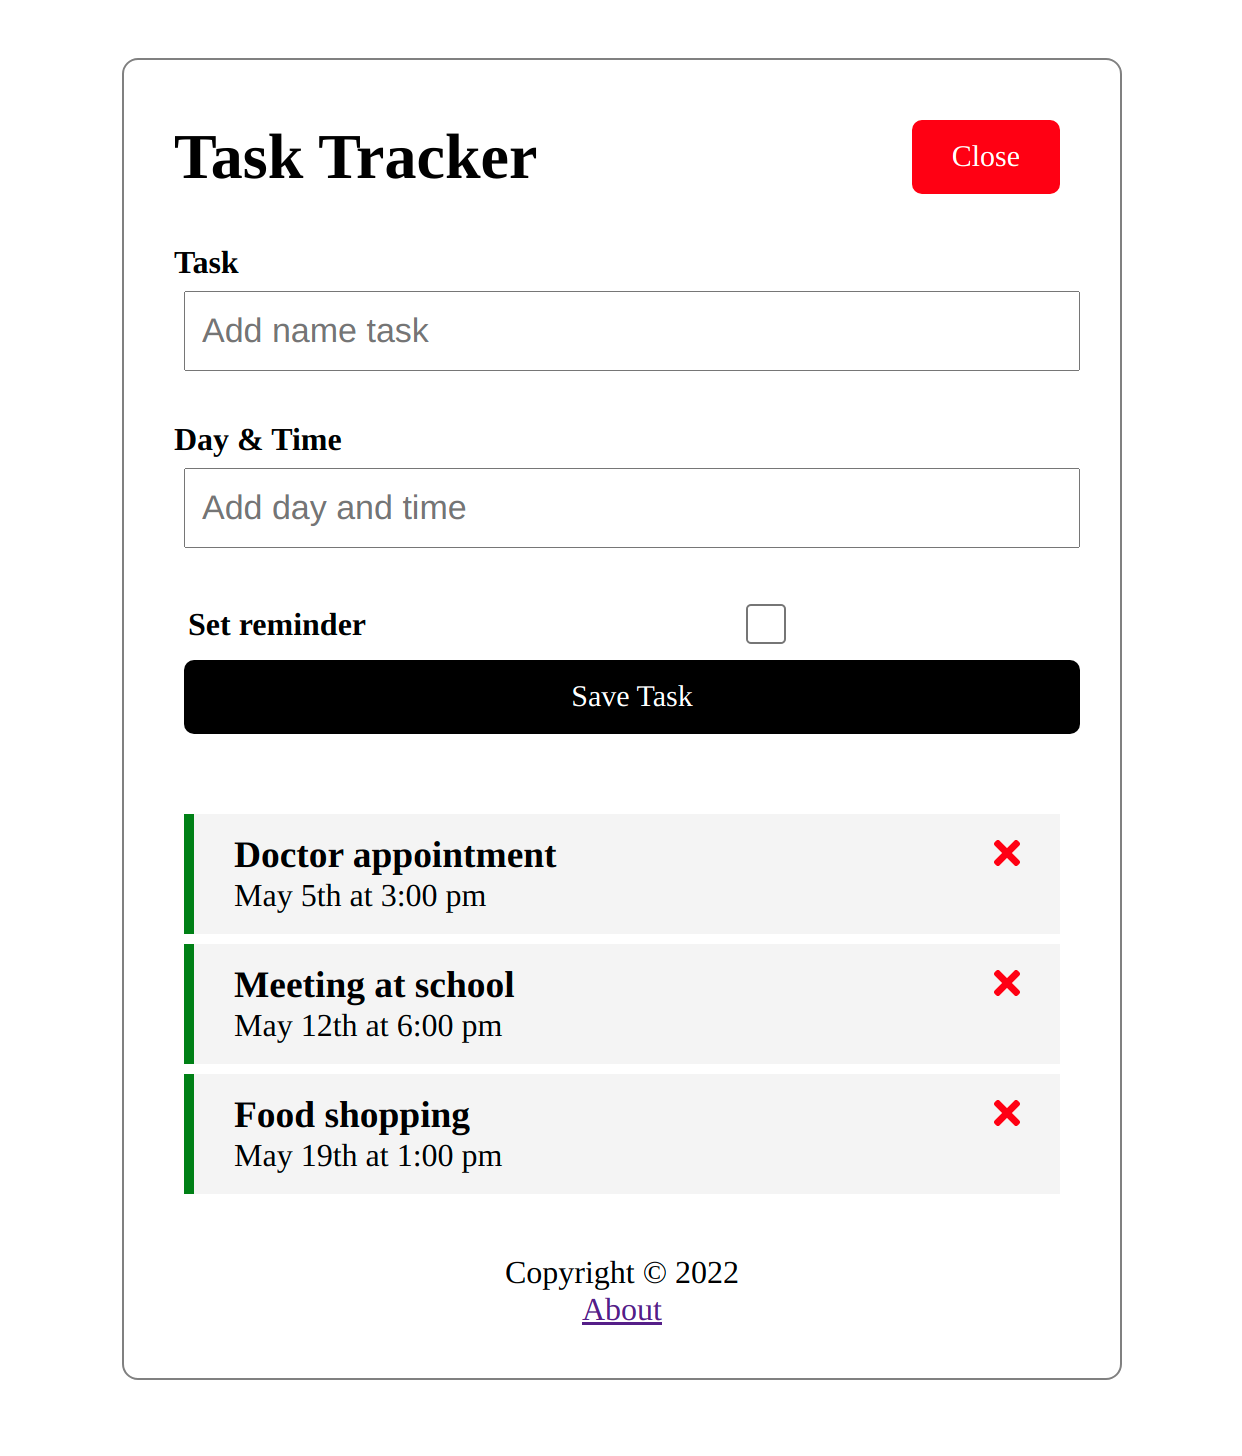 Task Tracker
Close
Task
Add name task
Day & Time
Add day and time
Set reminder
Save Task
Doctor appointment
May 5th at 3:00 pm
Meeting at school
May 12th at 6:00 pm
Food shopping
May 19th at 1:00 pm
Copyright © 2022
About